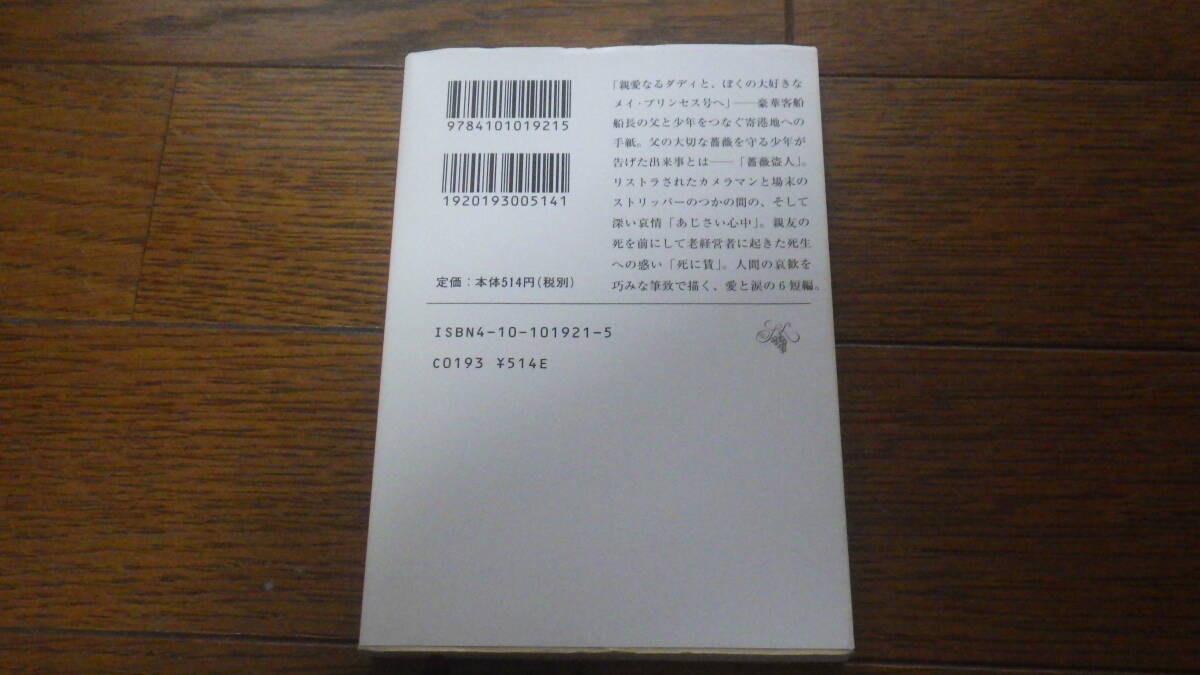 9784101019215
1920193005141
定価：本体514円（税別）
「親愛なるダディと、ぼくの大好きな
メイ・プリンセス号へ」――豪華客船
船長の父と少年をつなぐ寄港地への
手紙。父の大切な薔薇を守る少年が
告げた出来事とは――「薔薇盗人」。
リストラされたカメラマンと場末の
ストリッパーのつかの間の、そして
深い哀情「あじさい心中」。親友の
死を前にして老経営者に起きた死生
への惑い「死に賃」。人間の哀歓を
巧みな筆致で描く、愛と涙の6短編。
ISBN4-10-101921-5
C0193 ¥514E